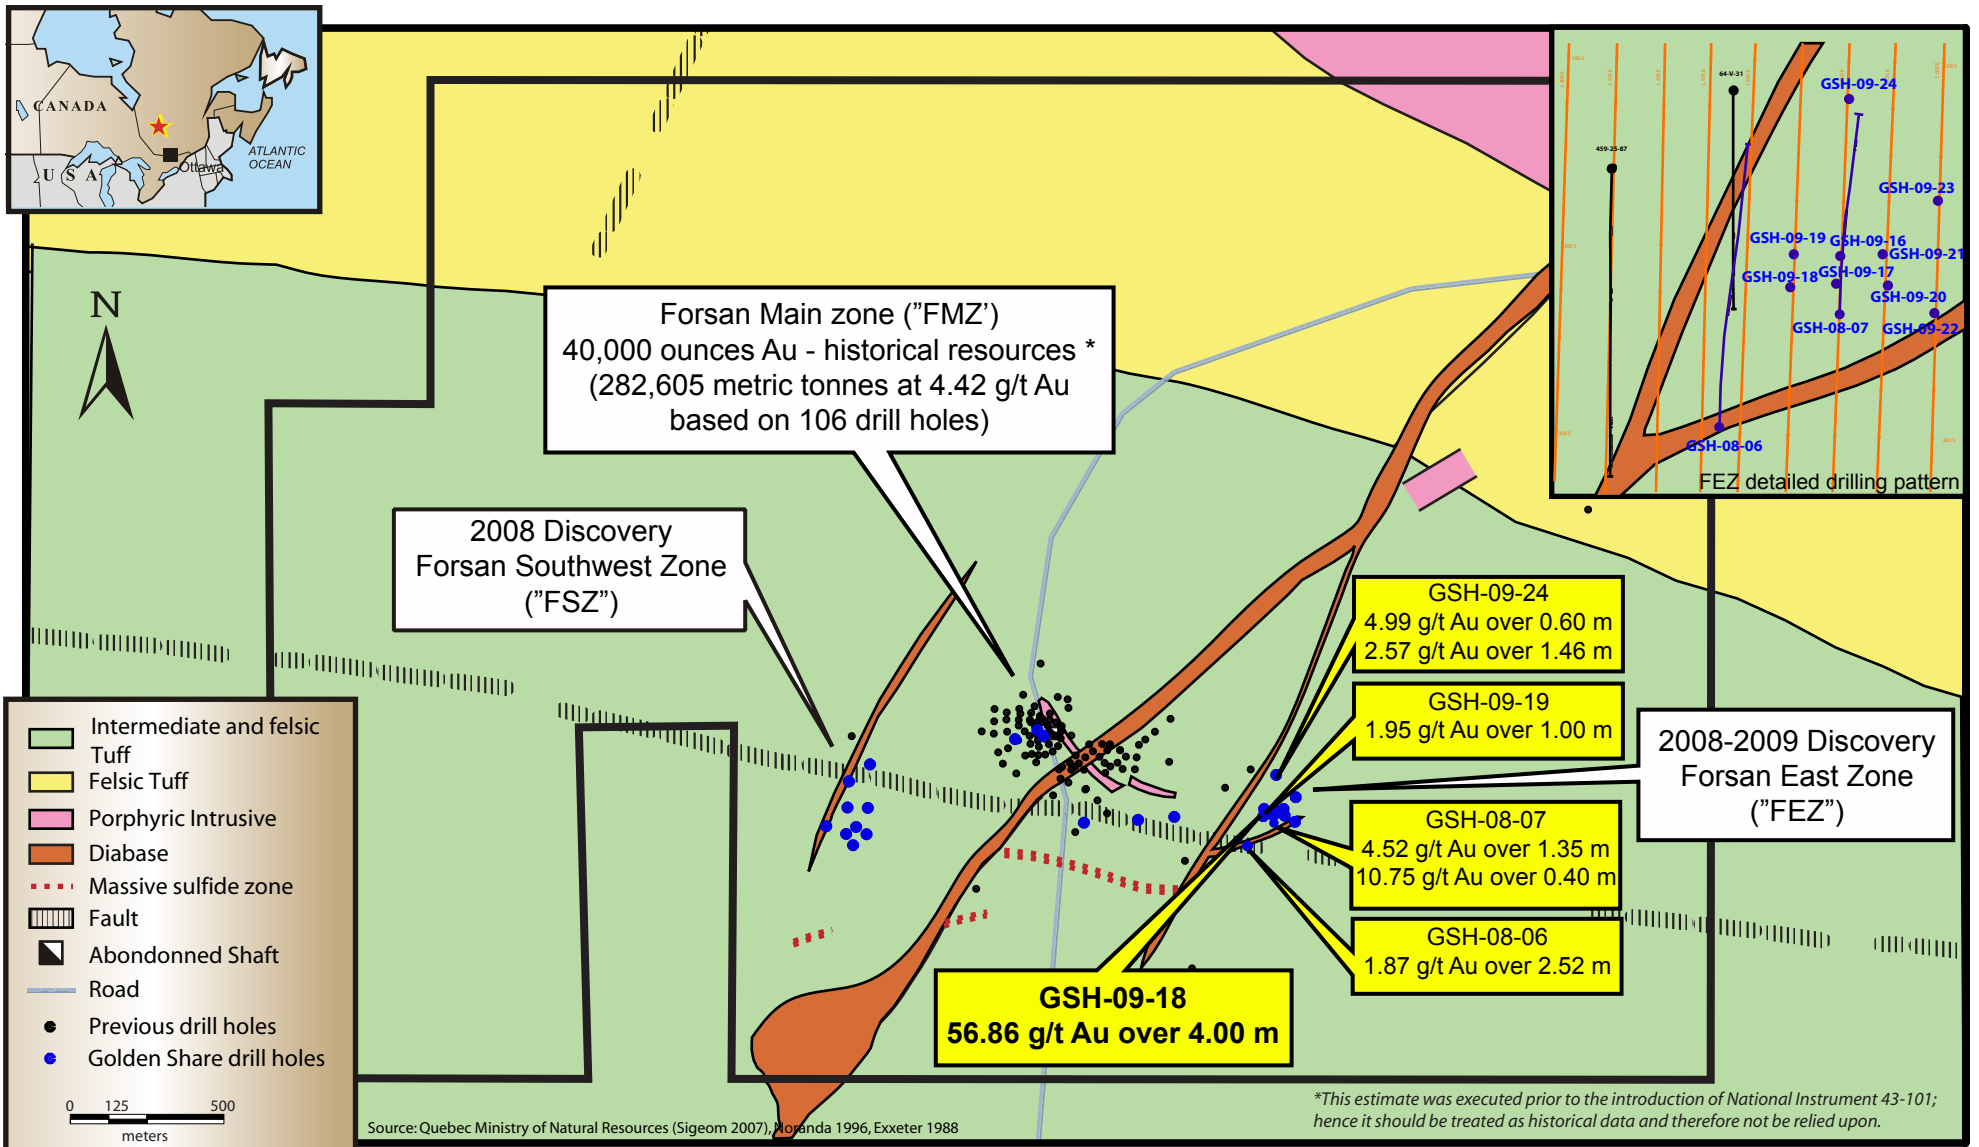 CANADA
U S A
Ottawa
ATLANTIC
OCEAN
N
Forsan Main zone ("FMZ')
40,000 ounces Au - historical resources *
(282,605 metric tonnes at 4.42 g/t Au
based on 106 drill holes)
2008 Discovery
Forsan Southwest Zone
("FSZ")
64-V-31
459-25-87
GSH-09-24
GSH-09-23
GSH-09-19
GSH-09-16
GSH-09-21
GSH-09-18
GSH-09-17
GSH-09-20
GSH-08-07
GSH-09-22
GSH-08-06
FEZ detailed drilling pattern
GSH-09-24
4.99 g/t Au over 0.60 m
2.57 g/t Au over 1.46 m
GSH-09-19
1.95 g/t Au over 1.00 m
2008-2009 Discovery
Forsan East Zone
("FEZ")
GSH-08-07
4.52 g/t Au over 1.35 m
10.75 g/t Au over 0.40 m
GSH-08-06
1.87 g/t Au over 2.52 m
GSH-09-18
56.86 g/t Au over 4.00 m
Intermediate and felsic
Tuff
Felsic Tuff
Porphyric Intrusive
Diabase
Massive sulfide zone
Fault
Abondonned Shaft
Road
Previous drill holes
Golden Share drill holes
0 125 500
meters
Source: Quebec Ministry of Natural Resources (Sigeom 2007), Noranda 1996, Exxeter 1988
*This estimate was executed prior to the introduction of National Instrument 43-101;
hence it should be treated as historical data and therefore not be relied upon.